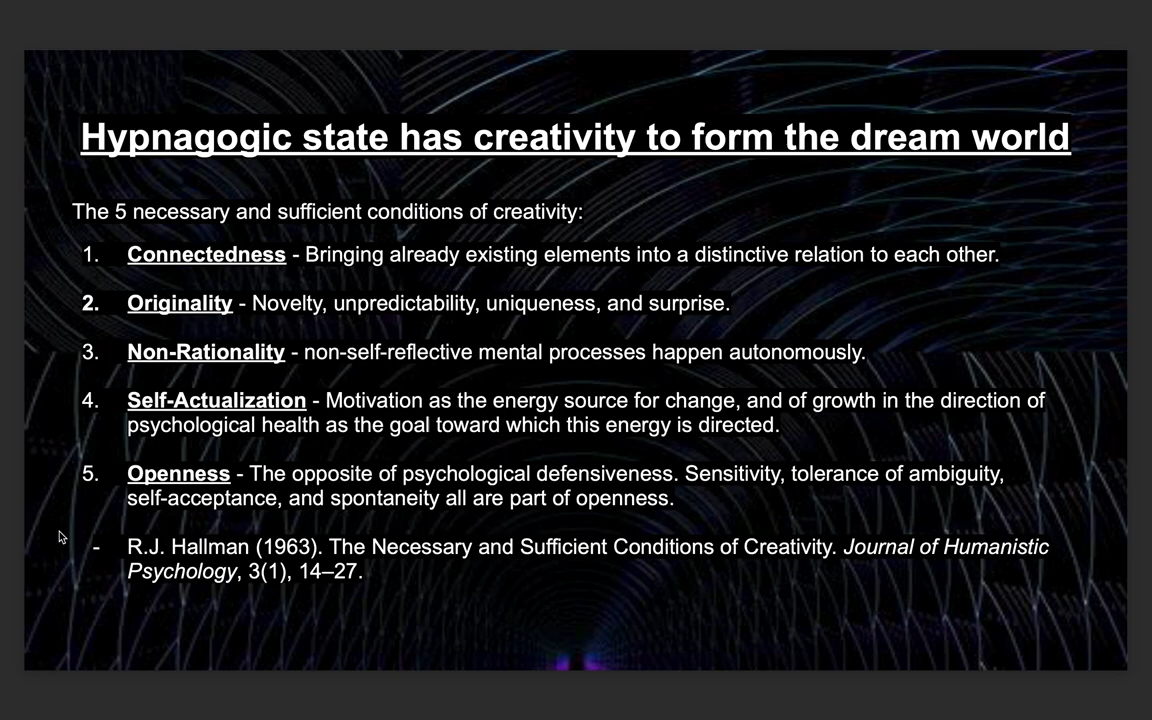 Hypnagogic state has creativity to form the dream world
The 5 necessary and sufficient conditions of creativity:
1. Connectedness - Bringing already existing elements into a distinctive relation to each other.
2. Originality - Novelty, unpredictability, uniqueness, and surprise.
3. Non-Rationality - non-self-reflective mental processes happen autonomously.
4. Self-Actualization - Motivation as the energy source for change, and of growth in the direction of
psychological health as the goal toward which this energy is directed.
5. Openness - The opposite of psychological defensiveness. Sensitivity, tolerance of ambiguity,
self-acceptance, and spontaneity all are part of openness.
- R.J. Hallman (1963). The Necessary and Sufficient Conditions of Creativity. Journal of Humanistic
Psychology, 3(1), 14–27.